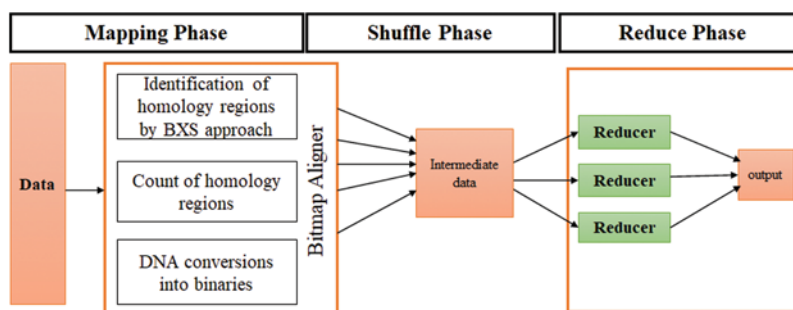 Mapping Phase
Shuffle Phase
Reduce Phase
Data
Identification of
homology regions
by BXS approach
Count of homology
regions
DNA conversions
into binaries
Bitmap Aligner
Intermediate
data
Reducer
Reducer
Reducer
output